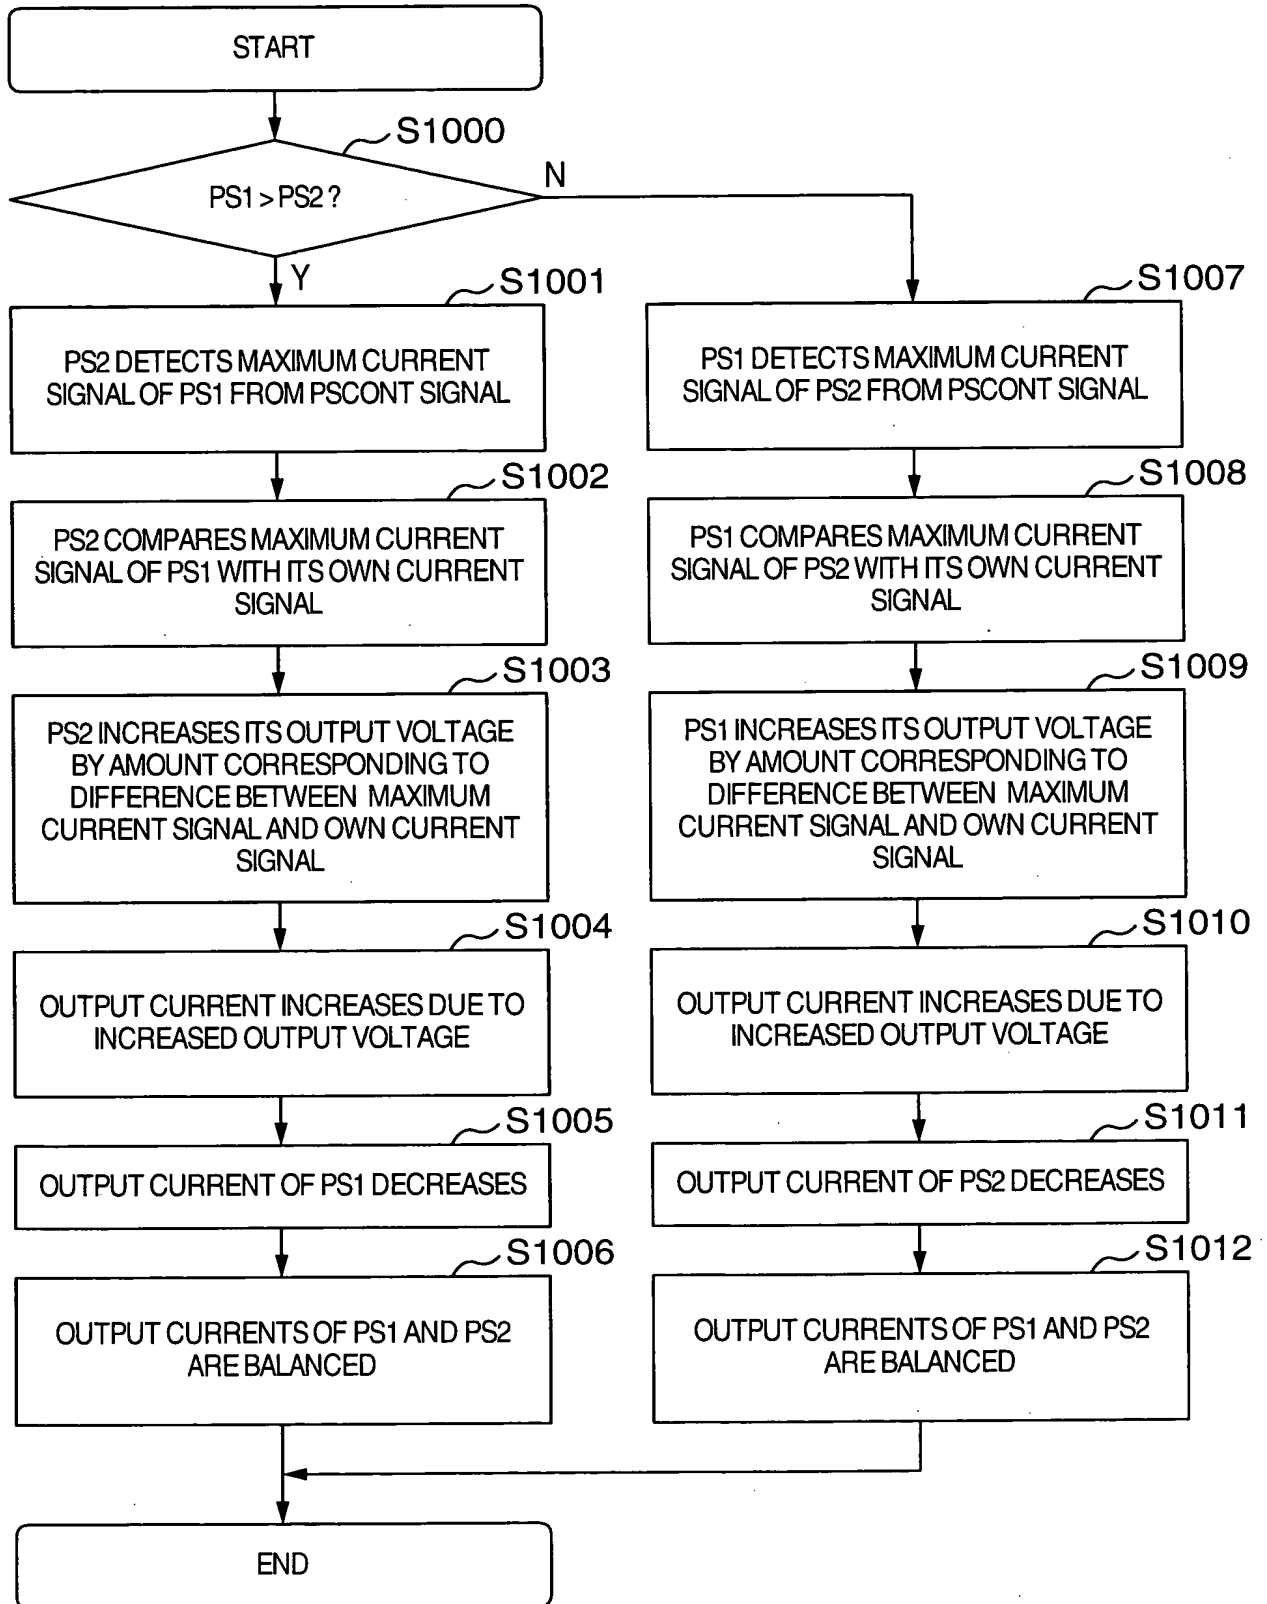 START
S1000
PS1 > PS2 ?
N
Y
S1001
PS2 DETECTS MAXIMUM CURRENT
SIGNAL OF PS1 FROM PSCONT SIGNAL
S1002
PS2 COMPARES MAXIMUM CURRENT
SIGNAL OF PS1 WITH ITS OWN CURRENT
SIGNAL
S1003
PS2 INCREASES ITS OUTPUT VOLTAGE
BY AMOUNT CORRESPONDING TO
DIFFERENCE BETWEEN MAXIMUM
CURRENT SIGNAL AND OWN CURRENT
SIGNAL
S1004
OUTPUT CURRENT INCREASES DUE TO
INCREASED OUTPUT VOLTAGE
S1005
OUTPUT CURRENT OF PS1 DECREASES
S1006
OUTPUT CURRENTS OF PS1 AND PS2
ARE BALANCED
S1007
PS1 DETECTS MAXIMUM CURRENT
SIGNAL OF PS2 FROM PSCONT SIGNAL
S1008
PS1 COMPARES MAXIMUM CURRENT
SIGNAL OF PS2 WITH ITS OWN CURRENT
SIGNAL
S1009
PS1 INCREASES ITS OUTPUT VOLTAGE
BY AMOUNT CORRESPONDING TO
DIFFERENCE BETWEEN MAXIMUM
CURRENT SIGNAL AND OWN CURRENT
SIGNAL
S1010
OUTPUT CURRENT INCREASES DUE TO
INCREASED OUTPUT VOLTAGE
S1011
OUTPUT CURRENT OF PS2 DECREASES
S1012
OUTPUT CURRENTS OF PS1 AND PS2
ARE BALANCED
END